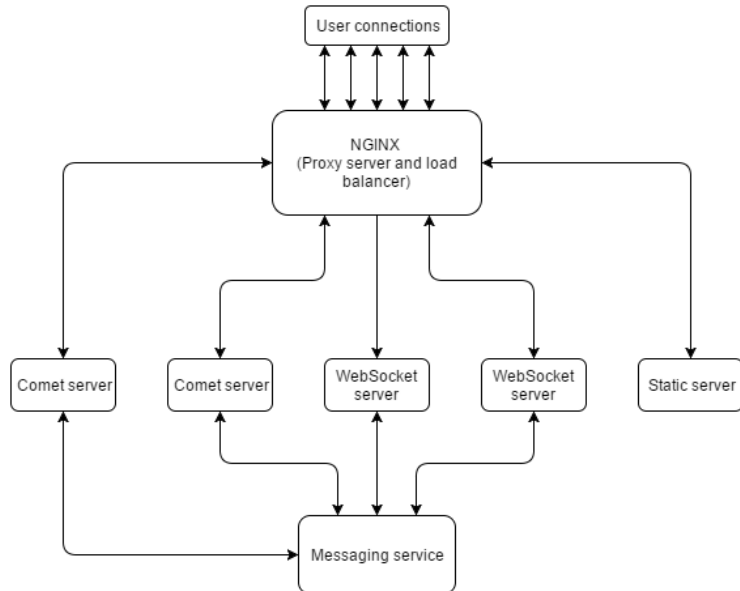 User connections
NGINX
(Proxy server and load
balancer)
Comet server
Comet server
WebSocket
server
WebSocket
server
Static server
Messaging service